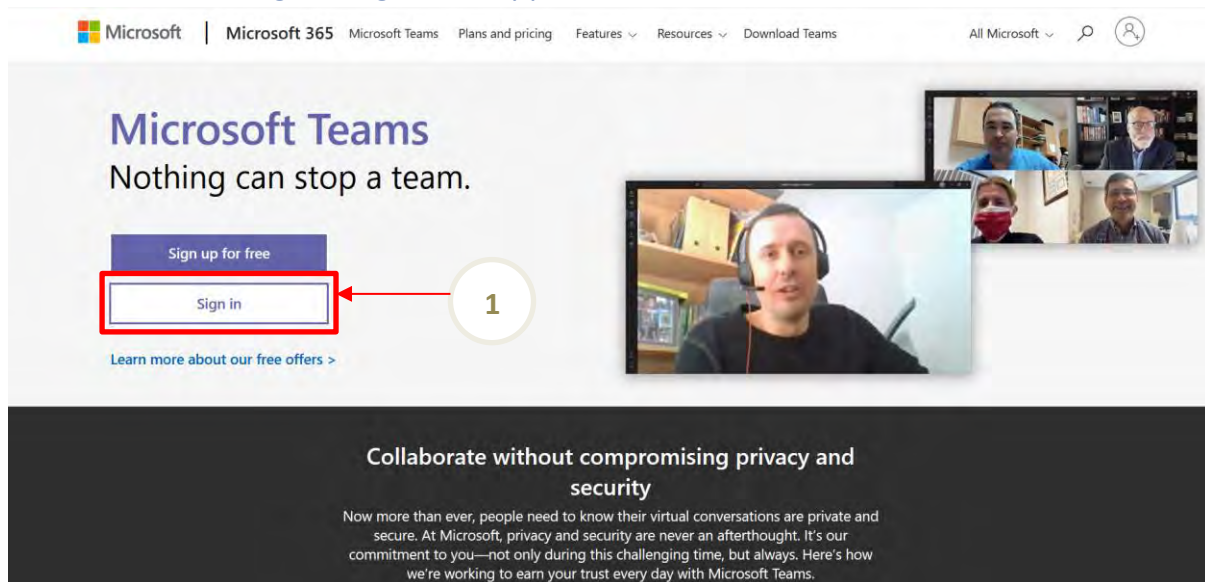 Microsoft | Microsoft 365 Microsoft Teams Plans and pricing Features Resources Download Teams All Microsoft
Microsoft Teams
Nothing can stop a team.
Sign up for free
Sign in
1
Learn more about our free offers >
Collaborate without compromising privacy and
security
Now more than ever, people need to know their virtual conversations are private and
secure. At Microsoft, privacy and security are never an afterthought. It's our
commitment to you—not only during this challenging time, but always. Here's how
we're working to earn your trust every day with Microsoft Teams.